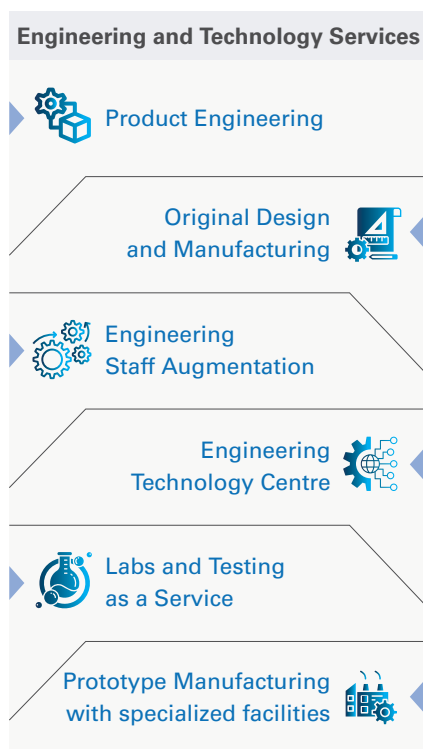 Engineering and Technology Services
Product Engineering
Original Design
and Manufacturing
Engineering
Staff Augmentation
Engineering
Technology Centre
Labs and Testing
as a Service
Prototype Manufacturing
with specialized facilities